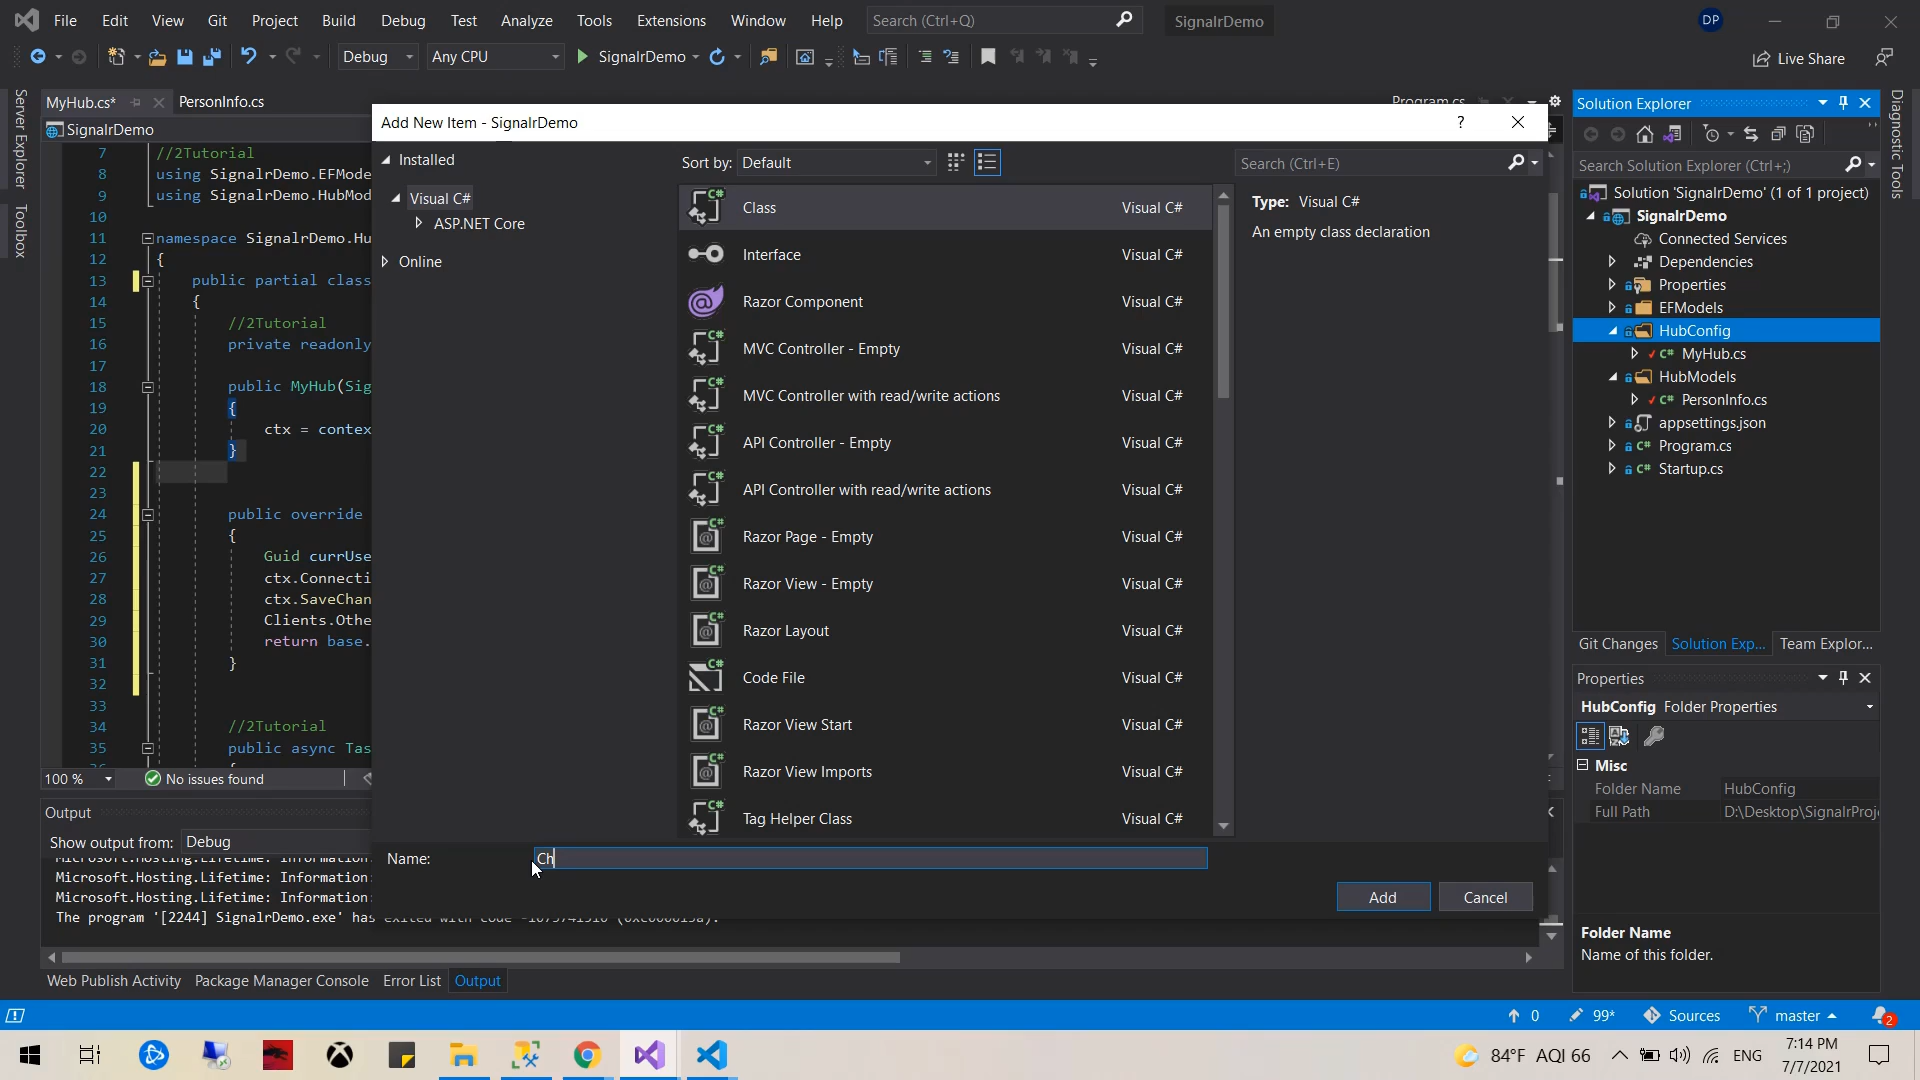 File Edit View Git Project Build Debug Test Analyze Tools Extensions Window Help Search (Ctrl+Q) SignalrDemo DP
Debug Any CPU SignalrDemo Live Share
Server Explorer
Toolbox
MyHub.cs* PersonInfo.cs Program.cs
SignalrDemo
7 //2Tutorial
8 using SignalrDemo.EFMode
9 using SignalrDemo.HubMod
10
11 namespace SignalrDemo.Hu
12 {
13 public partial class
14 {
15 //2Tutorial
16 private readonly
17
18 public MyHub(Sig
19 {
20 ctx = contex
21 }
22
23
24 public override
25 {
26 Guid currUse
27 ctx.Connecti
28 ctx.SaveChan
29 Clients.Othe
30 return base.
31 }
32
33
34 //2Tutorial
35 public async Tas
100 % No issues found
Add New Item - SignalrDemo ?
Installed
Visual C#
ASP.NET Core
Online
Sort by: Default
Search (Ctrl+E)
Class Visual C#
Interface Visual C#
Razor Component Visual C#
MVC Controller - Empty Visual C#
MVC Controller with read/write actions Visual C#
API Controller - Empty Visual C#
API Controller with read/write actions Visual C#
Razor Page - Empty Visual C#
Razor View - Empty Visual C#
Razor Layout Visual C#
Code File Visual C#
Razor View Start Visual C#
Razor View Imports Visual C#
Tag Helper Class Visual C#
Type: Visual C#
An empty class declaration
Name: Ch
Add Cancel
Output
Show output from: Debug
Microsoft.Hosting.Lifetime: Information:
Microsoft.Hosting.Lifetime: Information:
Microsoft.Hosting.Lifetime: Information:
The program '[2244] SignalrDemo.exe' has exited with code
Web Publish Activity Package Manager Console Error List Output
Solution Explorer
Search Solution Explorer (Ctrl+;)
Solution 'SignalrDemo' (1 of 1 project)
SignalrDemo
Connected Services
Dependencies
Properties
EFModels
HubConfig
MyHub.cs
HubModels
PersonInfo.cs
appsettings.json
Program.cs
Startup.cs
Git Changes Solution Exp... Team Explor...
Properties
HubConfig Folder Properties
Misc
Folder Name HubConfig
Full Path D:\Desktop\SignalrProj
Folder Name
Name of this folder.
Diagnostic Tools
0 99* Sources master 2
84°F AQI 66 ENG 7:14 PM
7/7/2021